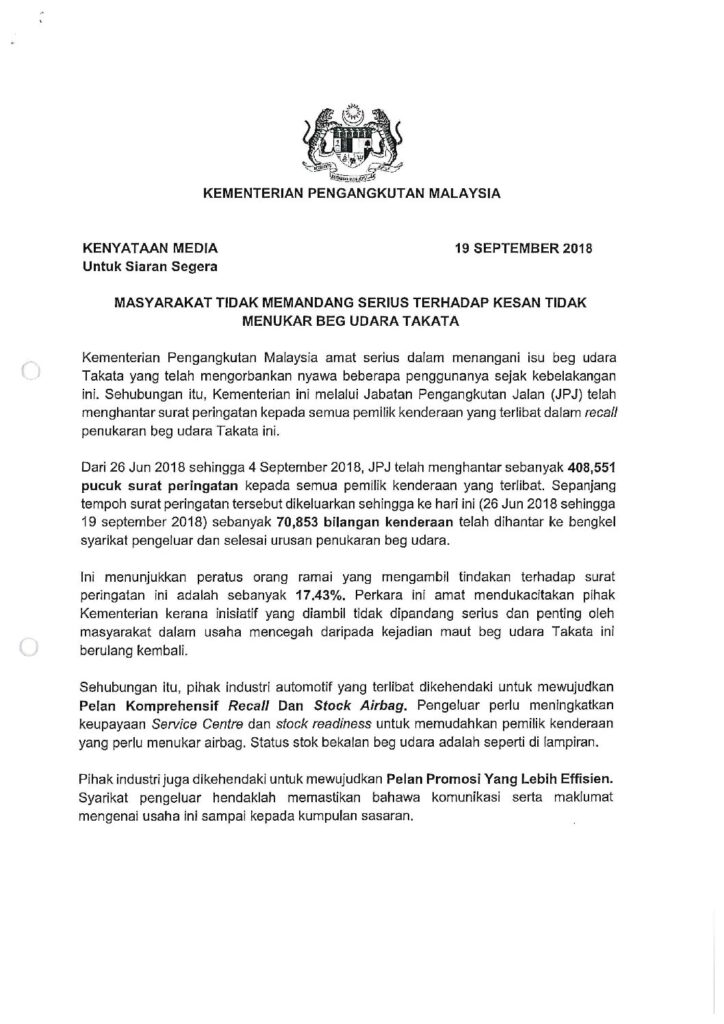 KEMENTERIAN PENGANGKUTAN MALAYSIA
KENYATAAN MEDIA 19 SEPTEMBER 2018
Untuk Siaran Segera
MASYARAKAT TIDAK MEMANDANG SERIUS TERHADAP KESAN TIDAK
MENUKAR BEG UDARA TAKATA
Kementerian Pengangkutan Malaysia amat serius dalam menangani isu beg udara
Takata yang telah mengorbankan nyawa beberapa penggunanya sejak kebelakangan
ini. Sehubungan itu, Kementerian ini melalui Jabatan Pengangkutan Jalan (JPJ) telah
menghantar surat peringatan kepada semua pemilik kenderaan yang terlibat dalam recall
penukaran beg udara Takata ini.
Dari 26 Jun 2018 sehingga 4 September 2018, JPJ telah menghantar sebanyak 408,551
pucuk surat peringatan kepada semua pemilik kenderaan yang terlibat. Sepanjang
tempoh surat peringatan tersebut dikeluarkan sehingga ke hari ini (26 Jun 2018 sehingga
19 september 2018) sebanyak 70,853 bilangan kenderaan telah dihantar ke bengkel
syarikat pengeluar dan selesai urusan penukaran beg udara.
Ini menunjukkan peratus orang ramai yang mengambil tindakan terhadap surat
peringatan ini adalah sebanyak 17.43%. Perkara ini amat mendukacitakan pihak
Kementerian kerana inisiatif yang diambil tidak dipandang serius dan penting oleh
masyarakat dalam usaha mencegah daripada kejadian maut beg udara Takata ini
berulang kembali.
Sehubungan itu, pihak industri automotif yang terlibat dikehendaki untuk mewujudkan
Pelan Komprehensif Recall Dan Stock Airbag. Pengeluar perlu meningkatkan
keupayaan Service Centre dan stock readiness untuk memudahkan pemilik kenderaan
yang perlu menukar airbag. Status stok bekalan beg udara adalah seperti di lampiran.
Pihak industri juga dikehendaki untuk mewujudkan Pelan Promosi Yang Lebih Effisien.
Syarikat pengeluar hendaklah memastikan bahawa komunikasi serta maklumat
mengenai usaha ini sampai kepada kumpulan sasaran.